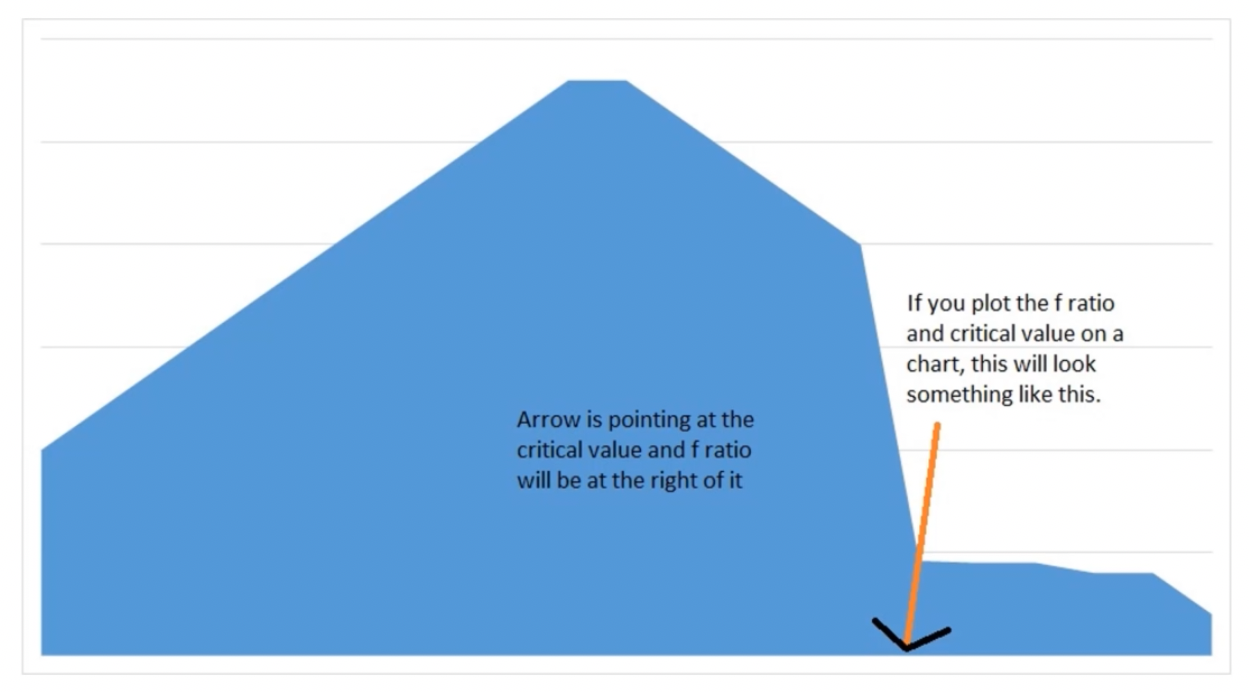 If you plot the f ratio
and critical value on a
chart, this will look
something like this.
Arrow is pointing at the
critical value and f ratio
will be at the right of it